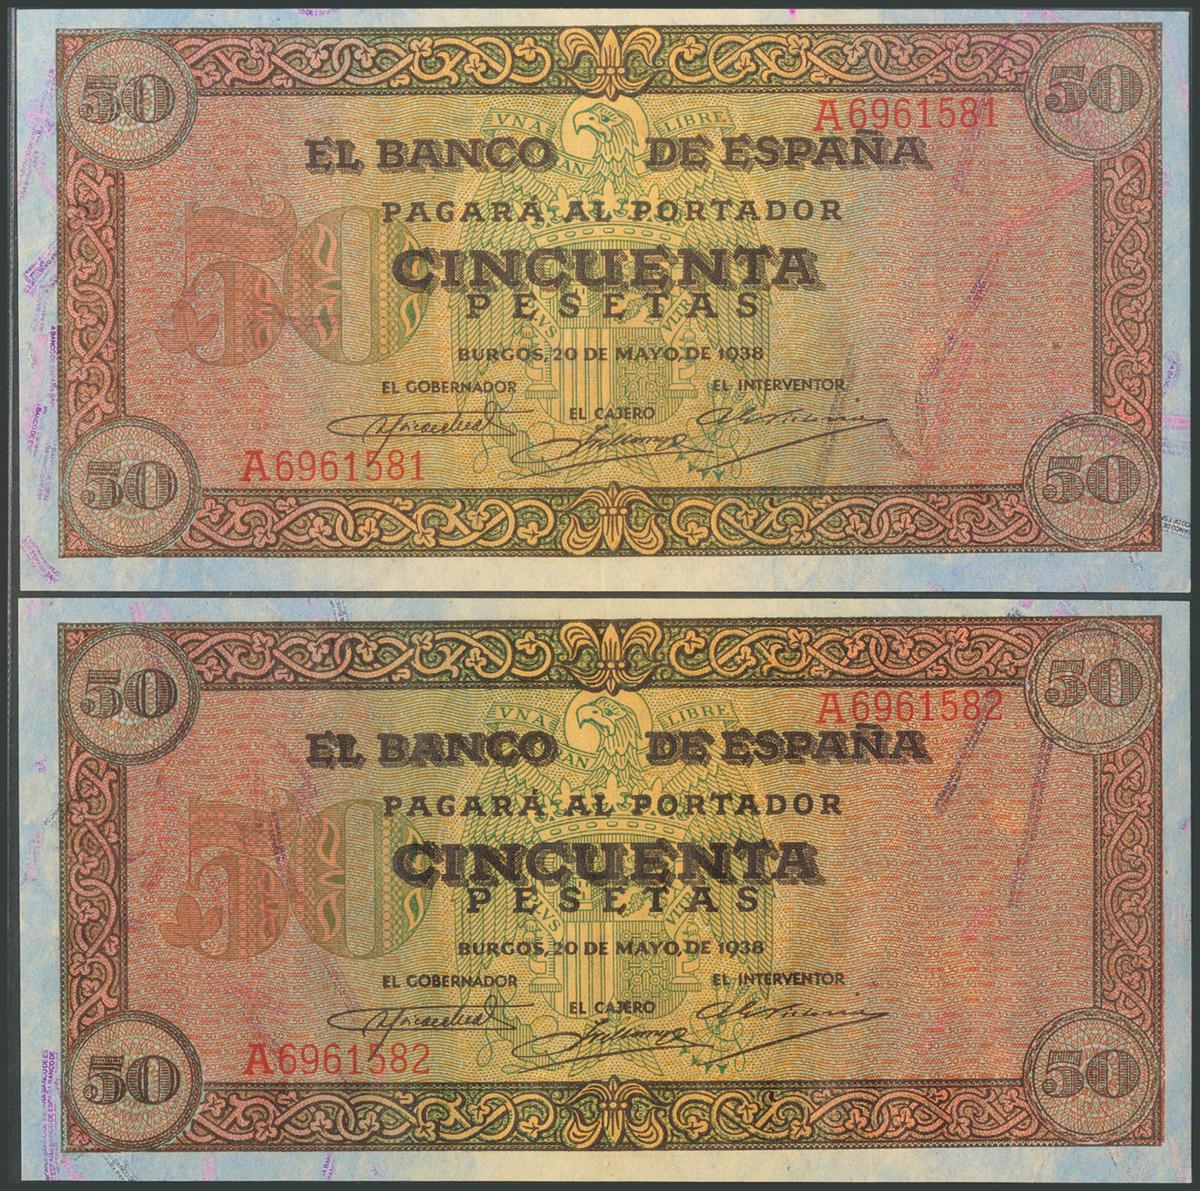 50 50
A6961581
VNA LIBRE
EL BANCO DE ESPAÑA
PAGARÁ AL PORTADOR
50 CINCUENTA
PESETAS
BURGOS, 20 DE MAYO, DE 1938
EL GOBERNADOR EL INTERVENTOR
EL CAJERO
A6961581
50 50
50 50
A6961582
VNA LIBRE
EL BANCO DE ESPAÑA
PAGARÁ AL PORTADOR
50 CINCUENTA
PESETAS
BURGOS, 20 DE MAYO, DE 1938
EL GOBERNADOR EL INTERVENTOR
EL CAJERO
A6961582
50 50